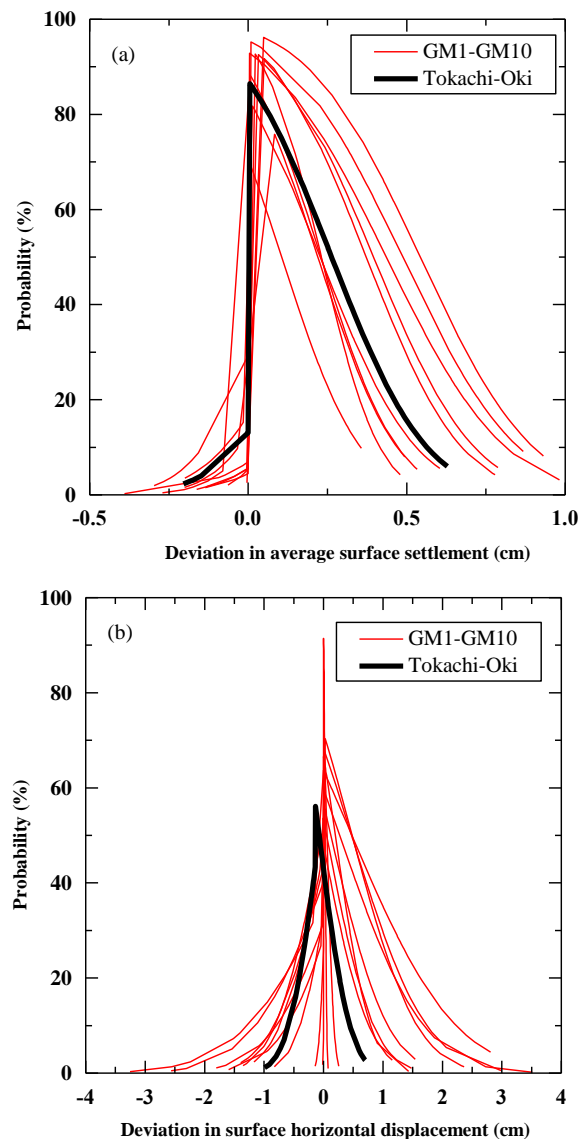 100
(a)
GM1-GM10
Tokachi-Oki
80
60
40
20
0
Probability (%)
-0.5 0.0 0.5 1.0
Deviation in average surface settlement (cm)
100
(b)
GM1-GM10
Tokachi-Oki
80
60
40
20
0
Probability (%)
-4 -3 -2 -1 0 1 2 3 4
Deviation in surface horizontal displacement (cm)